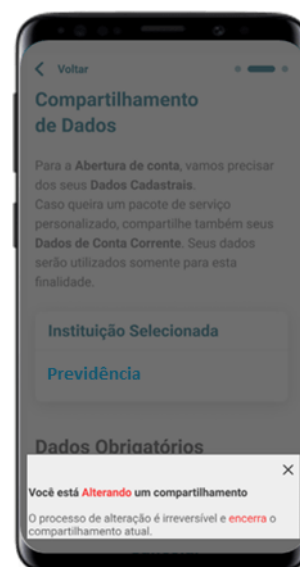 Voltar
Compartilhamento
de Dados
Para a Abertura de conta, vamos precisar
dos seus Dados Cadastrais.
Caso queira um pacote de serviço
personalizado, compartilhe também seus
Dados de Conta Corrente. Seus dados
serão utilizados somente para esta
finalidade.
Instituição Selecionada
Previdência
Dados Obrigatórios
Você está Alterando um compartilhamento
O processo de alteração é irreversível e encerra o
compartilhamento atual.